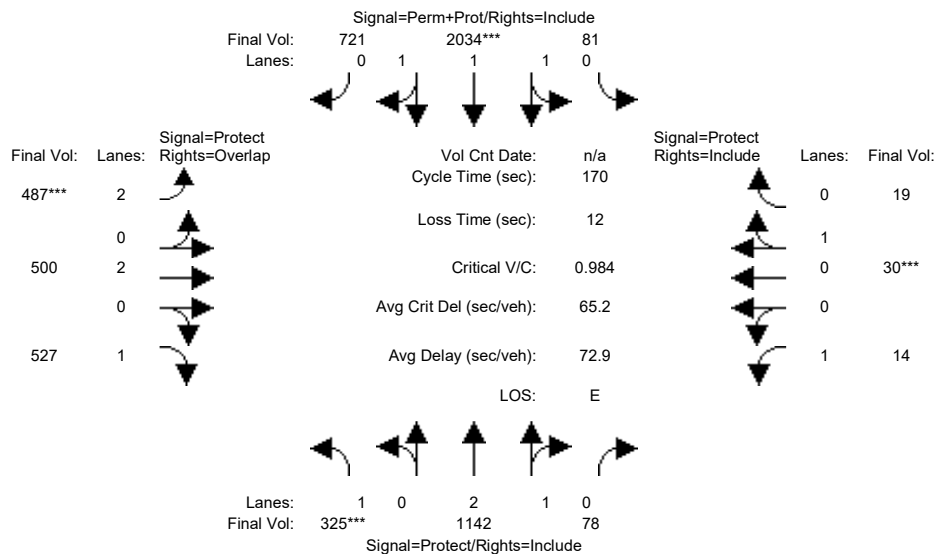 Signal=Perm+Prot/Rights=Include
Final Vol: 721 2034*** 81
Lanes: 0 1 1 1 0
Signal=Protect
Final Vol: Lanes: Rights=Overlap
Vol Cnt Date: n/a
Signal=Protect
Rights=Include Lanes: Final Vol:
Cycle Time (sec): 170
487*** 2
0 19
Loss Time (sec): 12
0
1
500 2
Critical V/C: 0.984
0 30***
0
Avg Crit Del (sec/veh): 65.2
0
527 1
Avg Delay (sec/veh): 72.9
1 14
LOS: E
Lanes: 1 0 2 1 0
Final Vol: 325*** 1142 78
Signal=Protect/Rights=Include